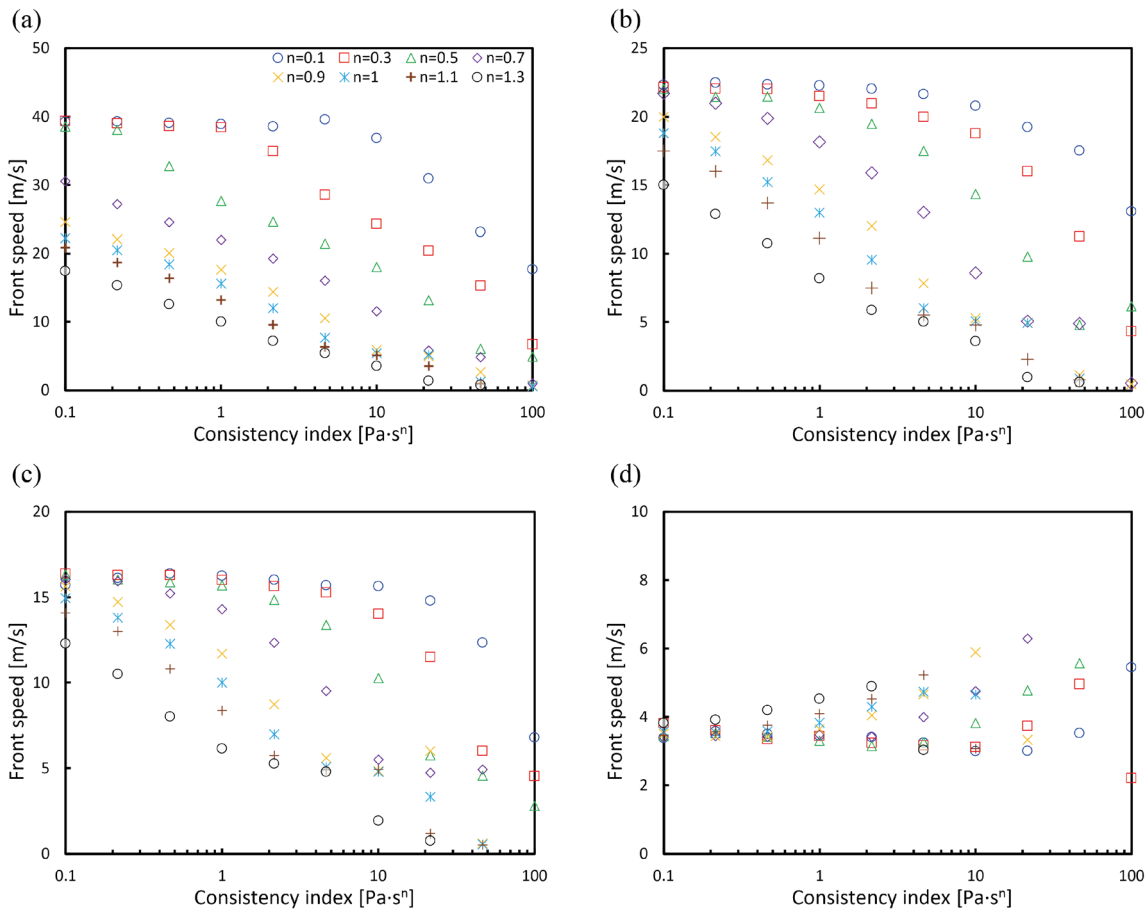 (a)
50
40
30
20
10
0
0.1 1 10 100
Front speed [m/s]
Consistency index [Pa·sⁿ]
n=0.1 n=0.3 n=0.5 n=0.7
n=0.9 n=1 n=1.1 n=1.3
(b)
25
20
15
10
5
0
0.1 1 10 100
Front speed [m/s]
Consistency index [Pa·sⁿ]
(c)
20
15
10
5
0
0.1 1 10 100
Front speed [m/s]
Consistency index [Pa·sⁿ]
(d)
10
8
6
4
2
0
0.1 1 10 100
Front speed [m/s]
Consistency index [Pa·sⁿ]